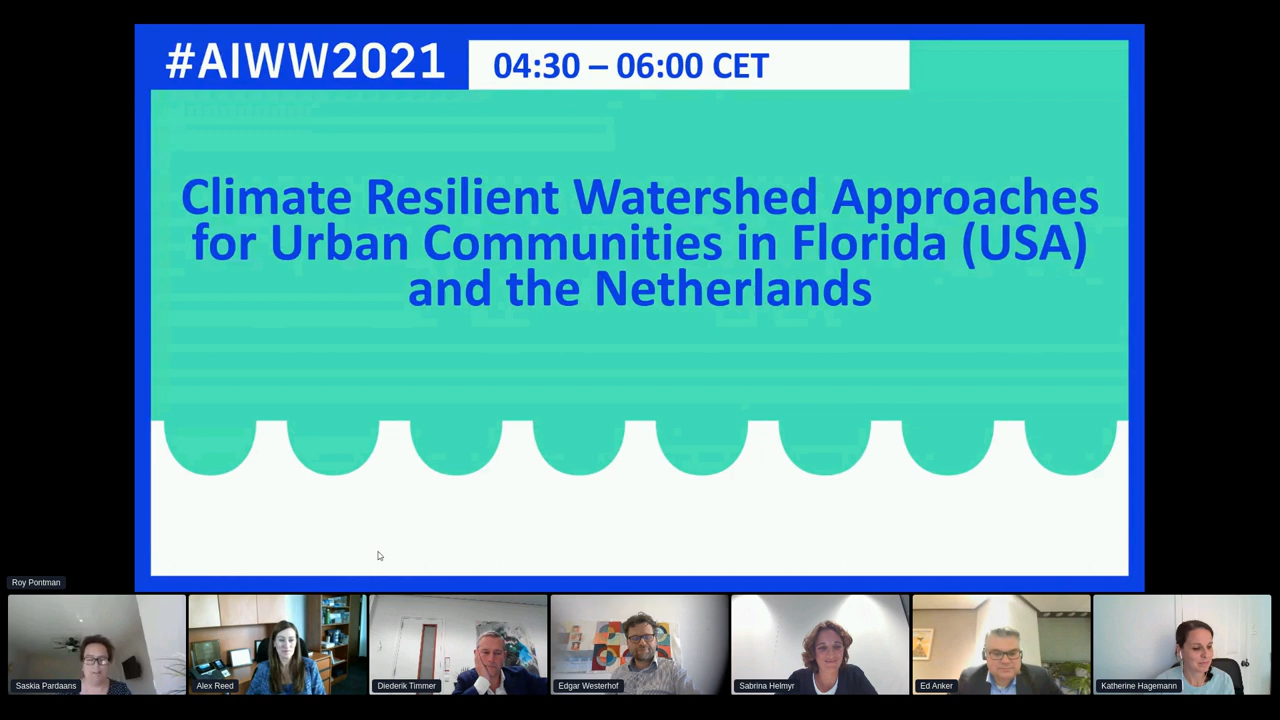 #AIWW2021
04:30 – 06:00 CET
Climate Resilient Watershed Approaches
for Urban Communities in Florida (USA)
and the Netherlands
Roy Pontman
Saskia Pardaans
Alex Reed
Diederik Timmer
Edgar Westerhof
Sabrina Helmyr
Ed Anker
Katherine Hagemann